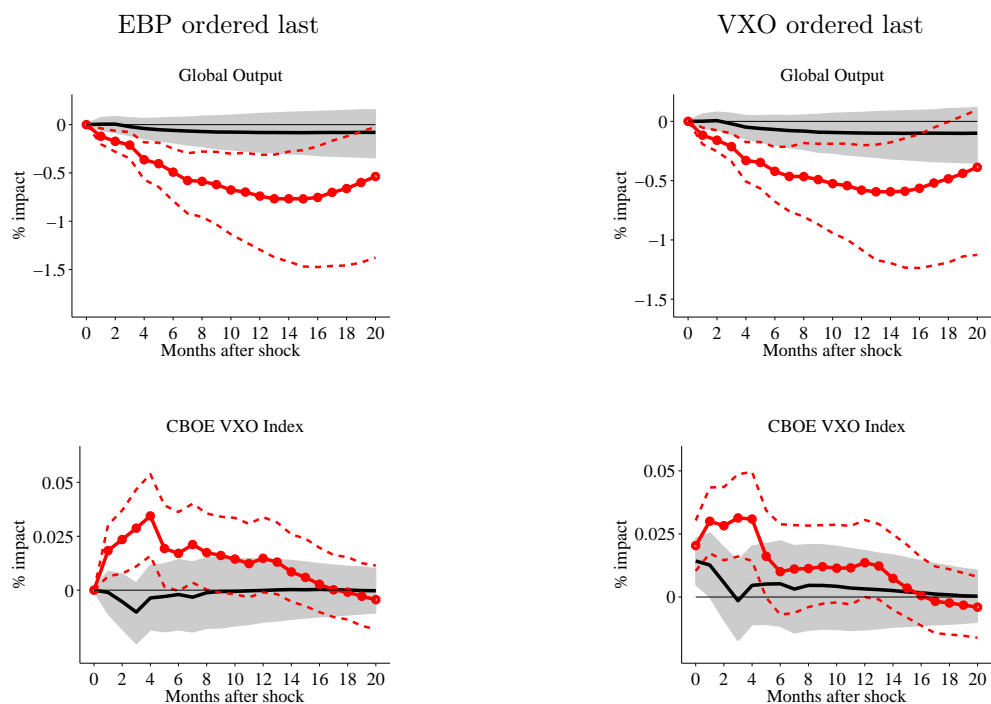 EBP ordered last
VXO ordered last
Global Output
0
−0.5
−1
−1.5
% impact
0 2 4 6 8 10 12 14 16 18 20
Months after shock
Global Output
0
−0.5
−1
−1.5
% impact
0 2 4 6 8 10 12 14 16 18 20
Months after shock
CBOE VXO Index
0.05
0.025
0
% impact
0 2 4 6 8 10 12 14 16 18 20
Months after shock
CBOE VXO Index
0.05
0.025
0
% impact
0 2 4 6 8 10 12 14 16 18 20
Months after shock